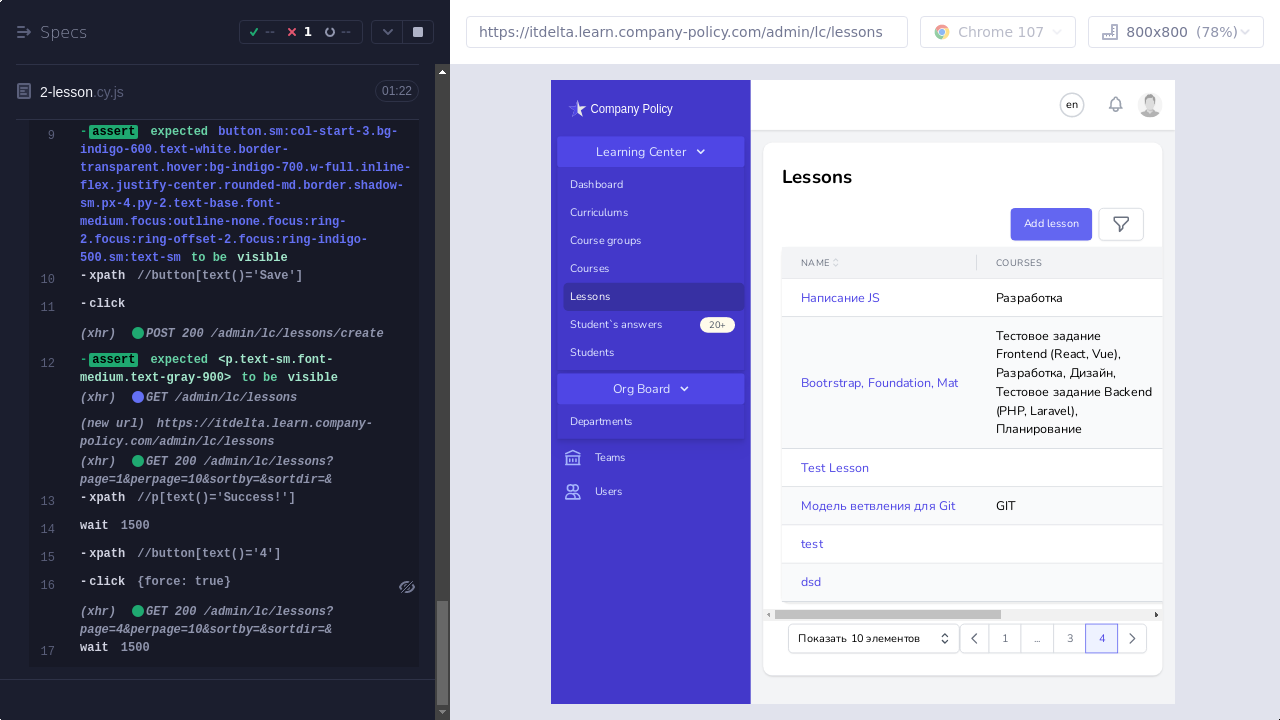 Specs
-- 1 --
2-lesson.cy.js
01:22
9
-assert expected button.sm:col-start-3.bg-
indigo-600.text-white.border-
transparent.hover:bg-indigo-700.w-full.inline-
flex.justify-center.rounded-md.border.shadow-
sm.px-4.py-2.text-base.font-
medium.focus:outline-none.focus:ring-
2.focus:ring-offset-2.focus:ring-indigo-
500.sm:text-sm to be visible
10 -xpath //button[text()='Save']
11 -click
(xhr) POST 200 /admin/lc/lessons/create
12 -assert expected <p.text-sm.font-
medium.text-gray-900> to be visible
(xhr) GET /admin/lc/lessons
(new url) https://itdelta.learn.company-
policy.com/admin/lc/lessons
(xhr) GET 200 /admin/lc/lessons?
page=1&perpage=10&sortby=&sortdir=&
13 -xpath //p[text()='Success!']
14 wait 1500
15 -xpath //button[text()='4']
16 -click {force: true}
(xhr) GET 200 /admin/lc/lessons?
page=4&perpage=10&sortby=&sortdir=&
17 wait 1500
https://itdelta.learn.company-policy.com/admin/lc/lessons
Chrome 107
800x800 (78%)
Company Policy
Learning Center
Dashboard
Curriculums
Course groups
Courses
Lessons
Student`s answers 20+
Students
Org Board
Departments
Teams
Users
en
Lessons
Add lesson
NAME COURSES
Написание JS Разработка
Bootrstrap, Foundation, Mat
Тестовое задание
Frontend (React, Vue),
Разработка, Дизайн,
Тестовое задание Backend
(PHP, Laravel),
Планирование
Test Lesson
Модель ветвления для Git GIT
test
dsd
Показать 10 элементов
1 ... 3 4